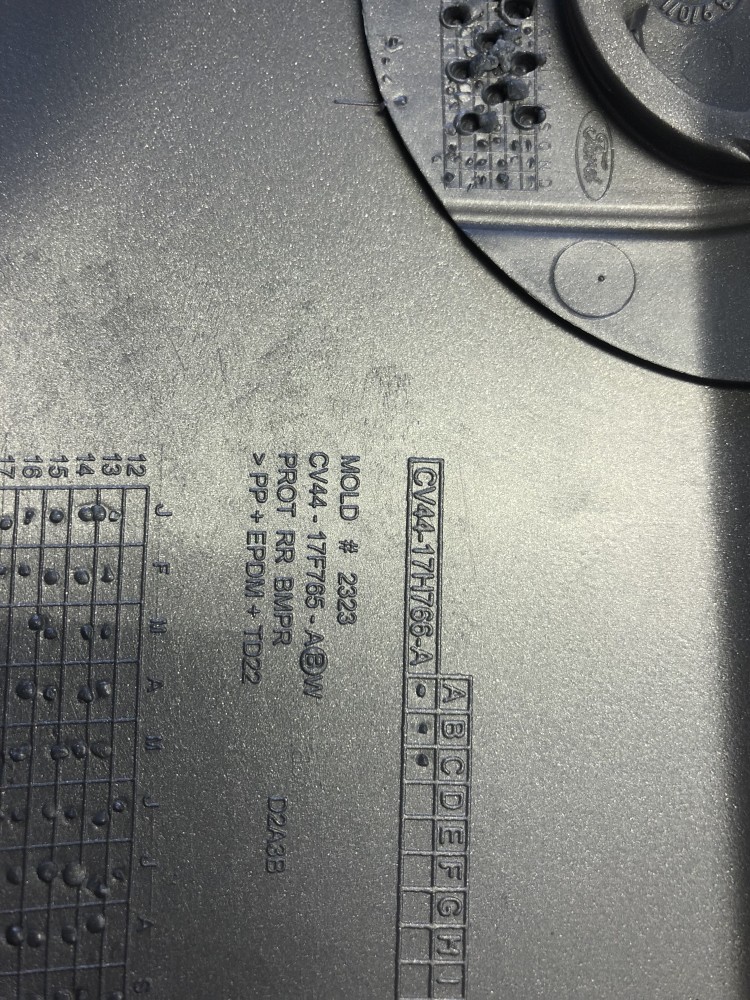 CV44-17H766-A
A B C D E F G H I
MOLD # 2323
CV44 - 17F765 - ABW
PROT RR BMPR
> PP + EPDM + TD22
D2A3B
J F M A M J J A S
12
13
14
15
16
17